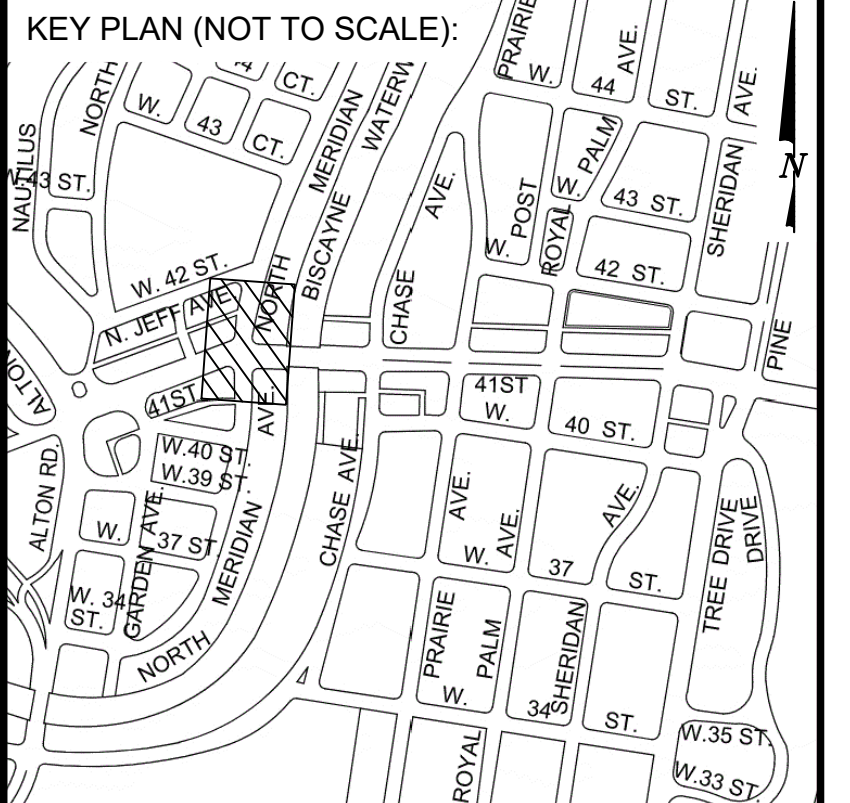 KEY PLAN (NOT TO SCALE):
PRAIRIE
W.
44
ST.
AVE.
AVE.
NORTH
W.
43
CT.
CT.
MERIDIAN
WATERW
NAUTILUS
W.43 ST.
N
PALM
W.
43 ST.
SHERIDAN
AVE.
POST
W.
ROYAL
42 ST.
W. 42 ST.
NORTH
BISCAYNE
CHASE
N. JEFF AVE
PINE
ALTON
41ST
AVE.
41ST
W.
40 ST.
W.40 ST.
W.39 ST.
ALTON RD.
CHASE AVE.
AVE.
AVE.
AVE.
TREE DRIVE
DRIVE
W.
37 ST.
GARDEN AVE.
MERIDIAN
W.
37
ST.
W. 34
ST.
NORTH
PRAIRIE
PALM
SHERIDAN
W.
34
ST.
ROYAL
W.35 ST.
W.33 ST.